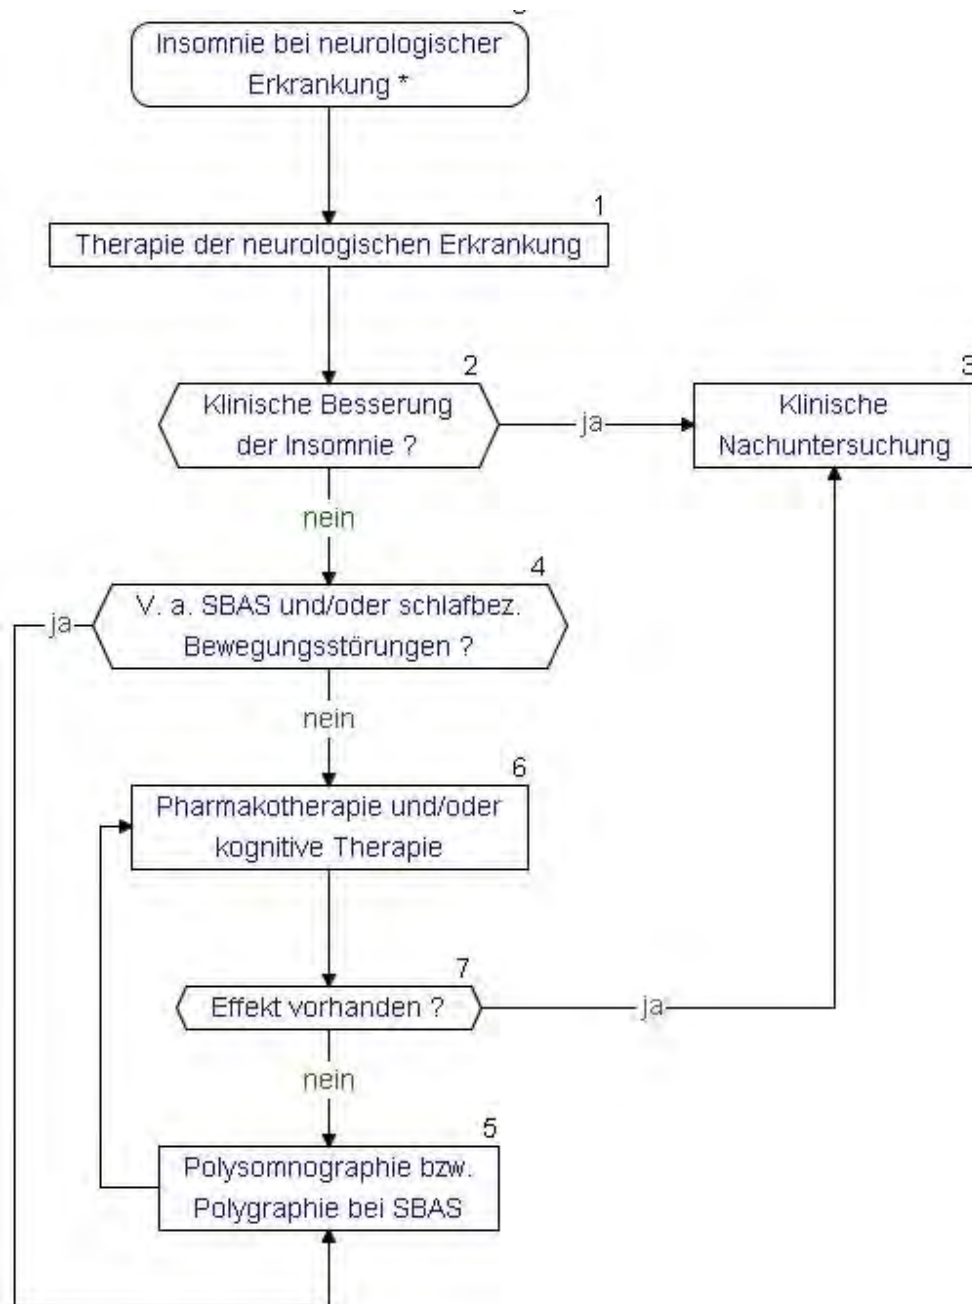 Insomnie bei neurologischer
Erkrankung *
1
Therapie der neurologischen Erkrankung
2
Klinische Besserung
der Insomnie ?
ja
3
Klinische
Nachuntersuchung
nein
4
V. a. SBAS und/oder schlafbez.
Bewegungsstörungen ?
ja
nein
6
Pharmakotherapie und/oder
kognitive Therapie
7
Effekt vorhanden ?
ja
nein
5
Polysomnographie bzw.
Polygraphie bei SBAS